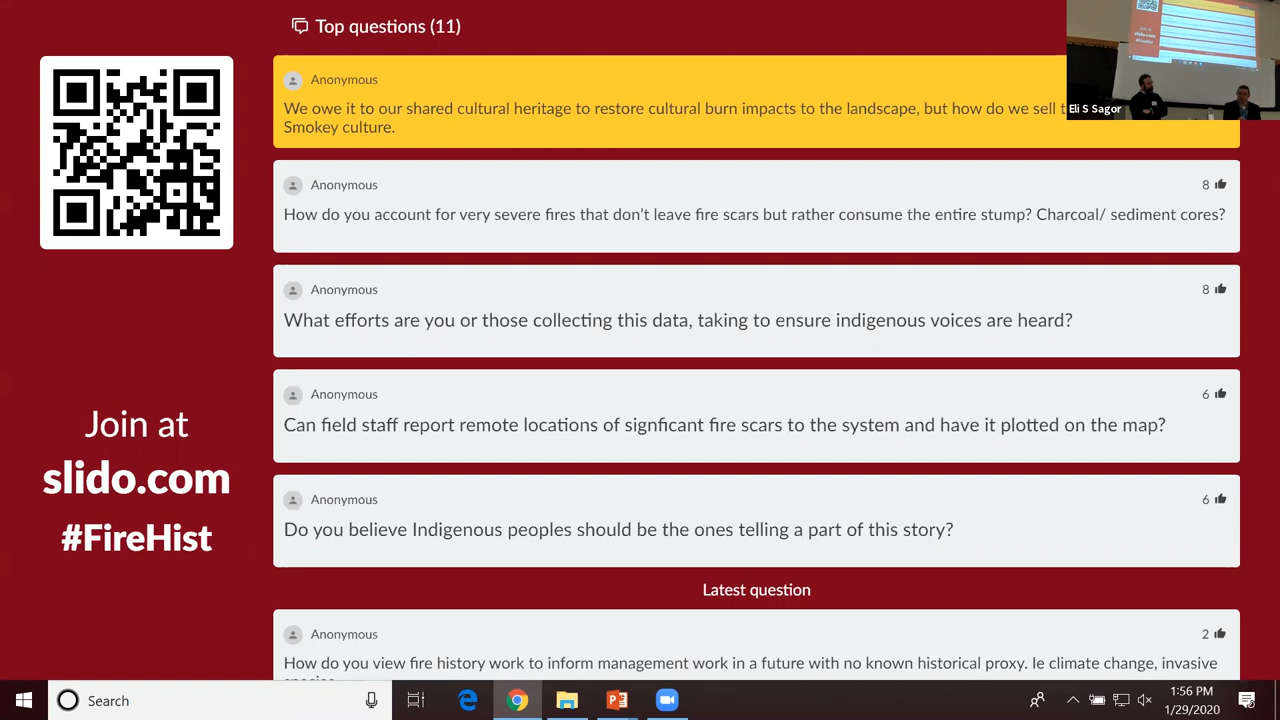 Top questions (11)
Anonymous
We owe it to our shared cultural heritage to restore cultural burn impacts to the landscape, but how do we sell
Smokey culture.
Eli S Sagor
slido.com
#FireHist
Anonymous
8
How do you account for very severe fires that don’t leave fire scars but rather consume the entire stump? Charcoal/ sediment cores?
Anonymous
8
What efforts are you or those collecting this data, taking to ensure indigenous voices are heard?
Anonymous
6
Can field staff report remote locations of signficant fire scars to the system and have it plotted on the map?
Anonymous
6
Do you believe Indigenous peoples should be the ones telling a part of this story?
Join at
slido.com
#FireHist
Latest question
Anonymous
2
How do you view fire history work to inform management work in a future with no known historical proxy. Ie climate change, invasive
Search
1:56 PM
1/29/2020